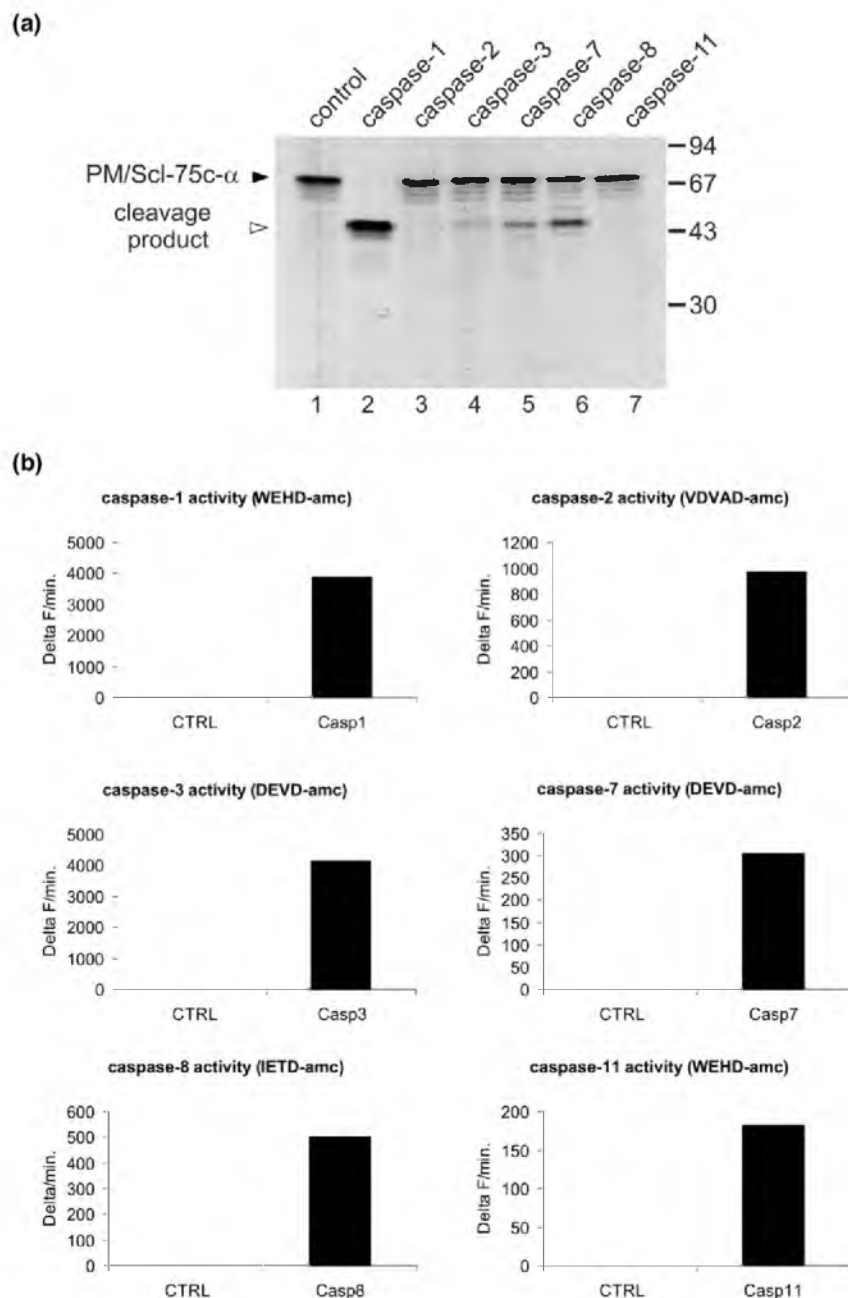 (a)
control
caspase-1
caspase-2
caspase-3
caspase-7
caspase-8
caspase-11
PM/Scl-75c-α
cleavage
product
94
67
43
30
1 2 3 4 5 6 7
(b)
caspase-1 activity (WEHD-amc)
Delta F/min.
5000
4000
3000
2000
1000
0
CTRL Casp1
caspase-2 activity (VDVAD-amc)
Delta F/min.
1200
1000
800
600
400
200
0
CTRL Casp2
caspase-3 activity (DEVD-amc)
Delta F/min.
5000
4000
3000
2000
1000
0
CTRL Casp3
caspase-7 activity (DEVD-amc)
Delta F/min.
350
300
250
200
150
100
50
0
CTRL Casp7
caspase-8 activity (IETD-amc)
Delta/min.
600
500
400
300
200
100
0
CTRL Casp8
caspase-11 activity (WEHD-amc)
Delta F/min.
200
150
100
50
0
CTRL Casp11